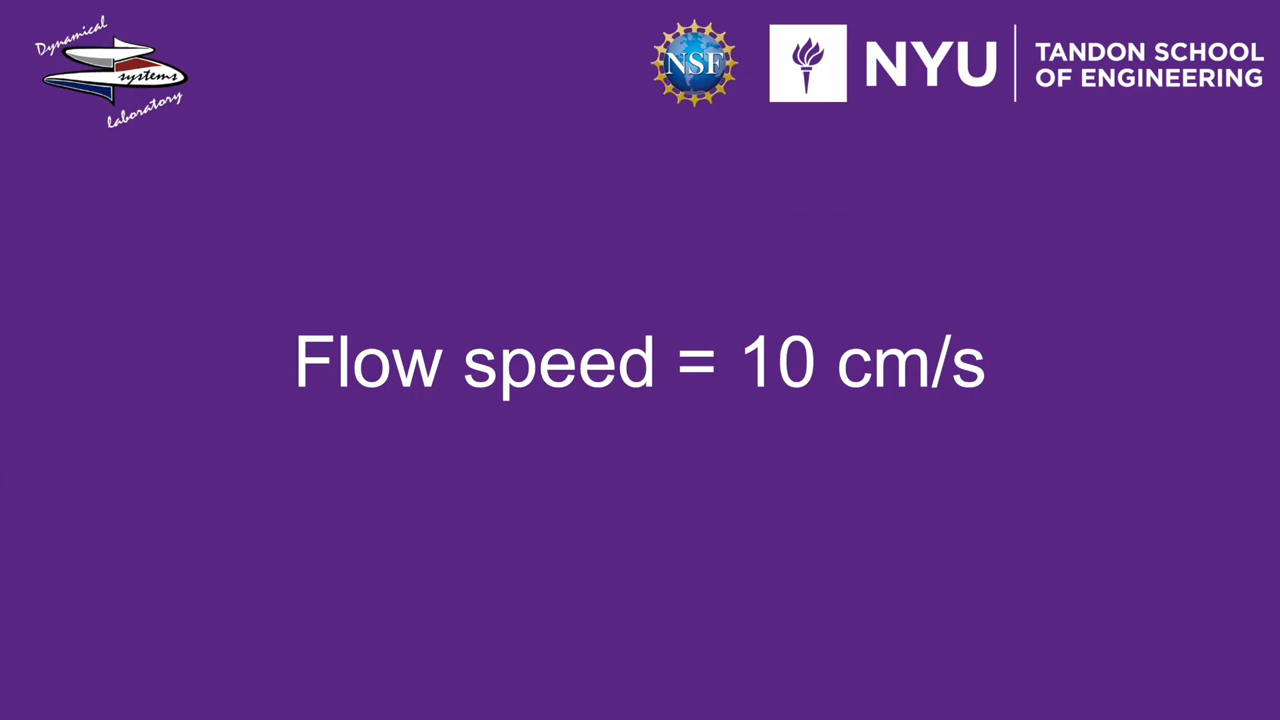 Dynamical
systems
laboratory
NSF
NYU
TANDON SCHOOL
OF ENGINEERING
Flow speed = 10 cm/s